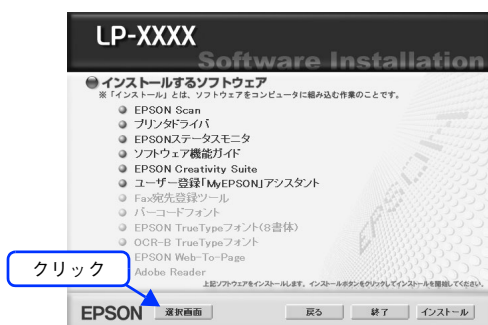 LP-XXXX
Software Installation
インストールするソフトウェア
※「インストール」とは、ソフトウェアをコンピュータに組み込む作業のことです。
EPSON Scan
プリンタドライバ
EPSONステータスモニタ
ソフトウェア機能ガイド
EPSON Creativity Suite
ユーザー登録「MyEPSON」アシスタント
Fax宛先登録ツール
バーコードフォント
EPSON TrueTypeフォント(8書体)
OCR-B TrueTypeフォント
EPSON Web-To-Page
Adobe Reader
クリック
上記ソフトウェアをインストールします。インストールボタンをクリックしてインストールを開始してください。
EPSON 選択画面 戻る 終了 インストール
EPSON